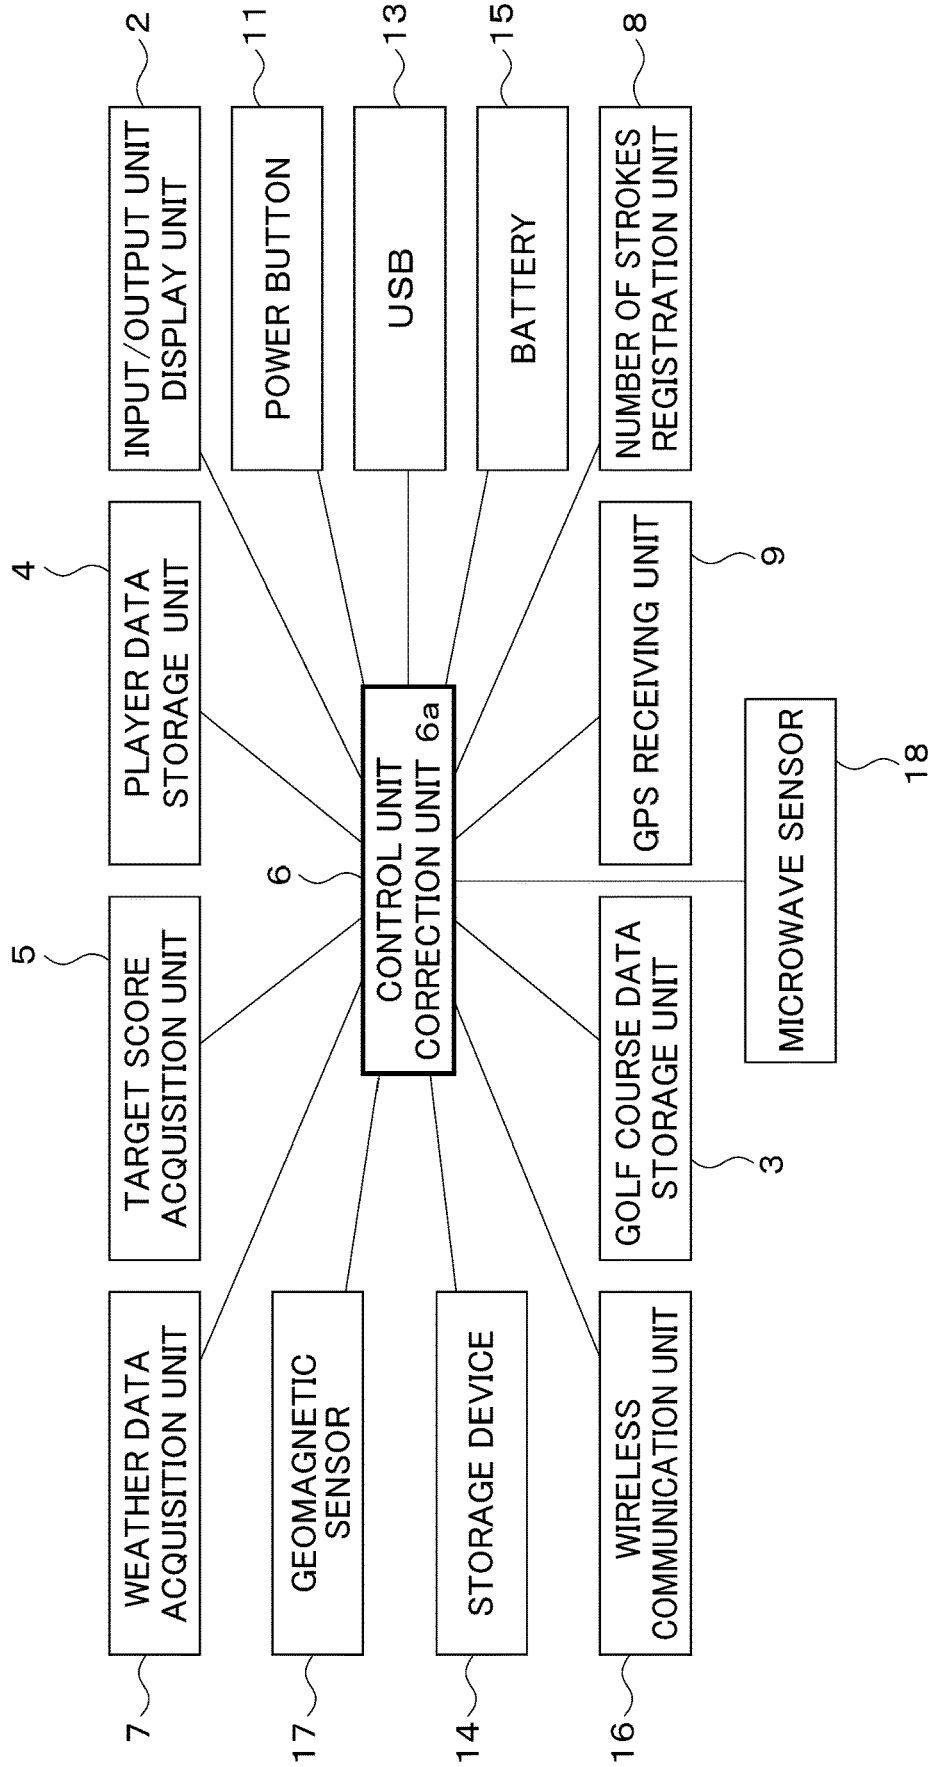 7
WEATHER DATA
ACQUISITION UNIT
5
TARGET SCORE
ACQUISITION UNIT
4
PLAYER DATA
STORAGE UNIT
2
INPUT/OUTPUT UNIT
DISPLAY UNIT
17
GEOMAGNETIC
SENSOR
11
POWER BUTTON
6
CONTROL UNIT
CORRECTION UNIT 6a
13
USB
14
STORAGE DEVICE
15
BATTERY
16
WIRELESS
COMMUNICATION UNIT
GOLF COURSE DATA
STORAGE UNIT
3
GPS RECEIVING UNIT
9
8
NUMBER OF STROKES
REGISTRATION UNIT
MICROWAVE SENSOR
18